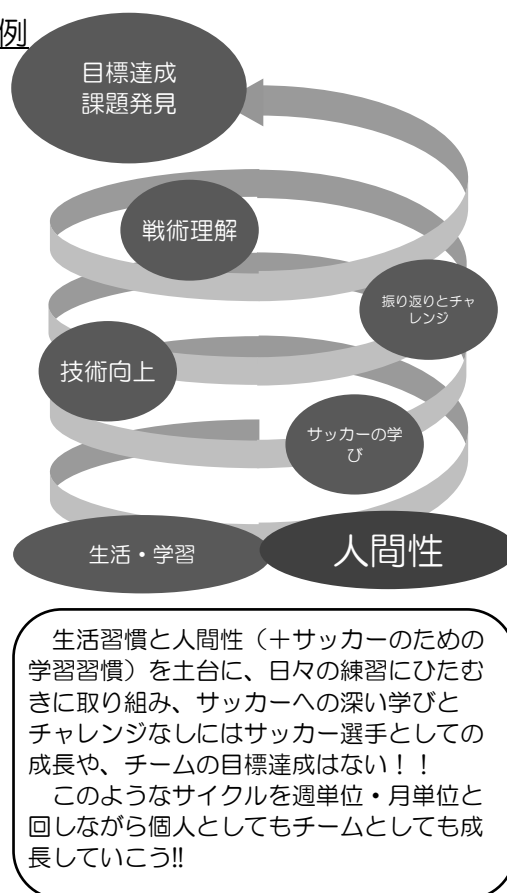 例
目標達成
課題発見
戦術理解
振り返りとチャ
レンジ
技術向上
サッカーの学
び
生活・学習
人間性
生活習慣と人間性（＋サッカーのための
学習習慣）を土台に、日々の練習にひたむ
きに取り組み、サッカーへの深い学びと
チャレンジなしにはサッカー選手としての
成長や、チームの目標達成はない！！
このようなサイクルを週単位・月単位と
回しながら個人としてもチームとしても成
長していこう!!